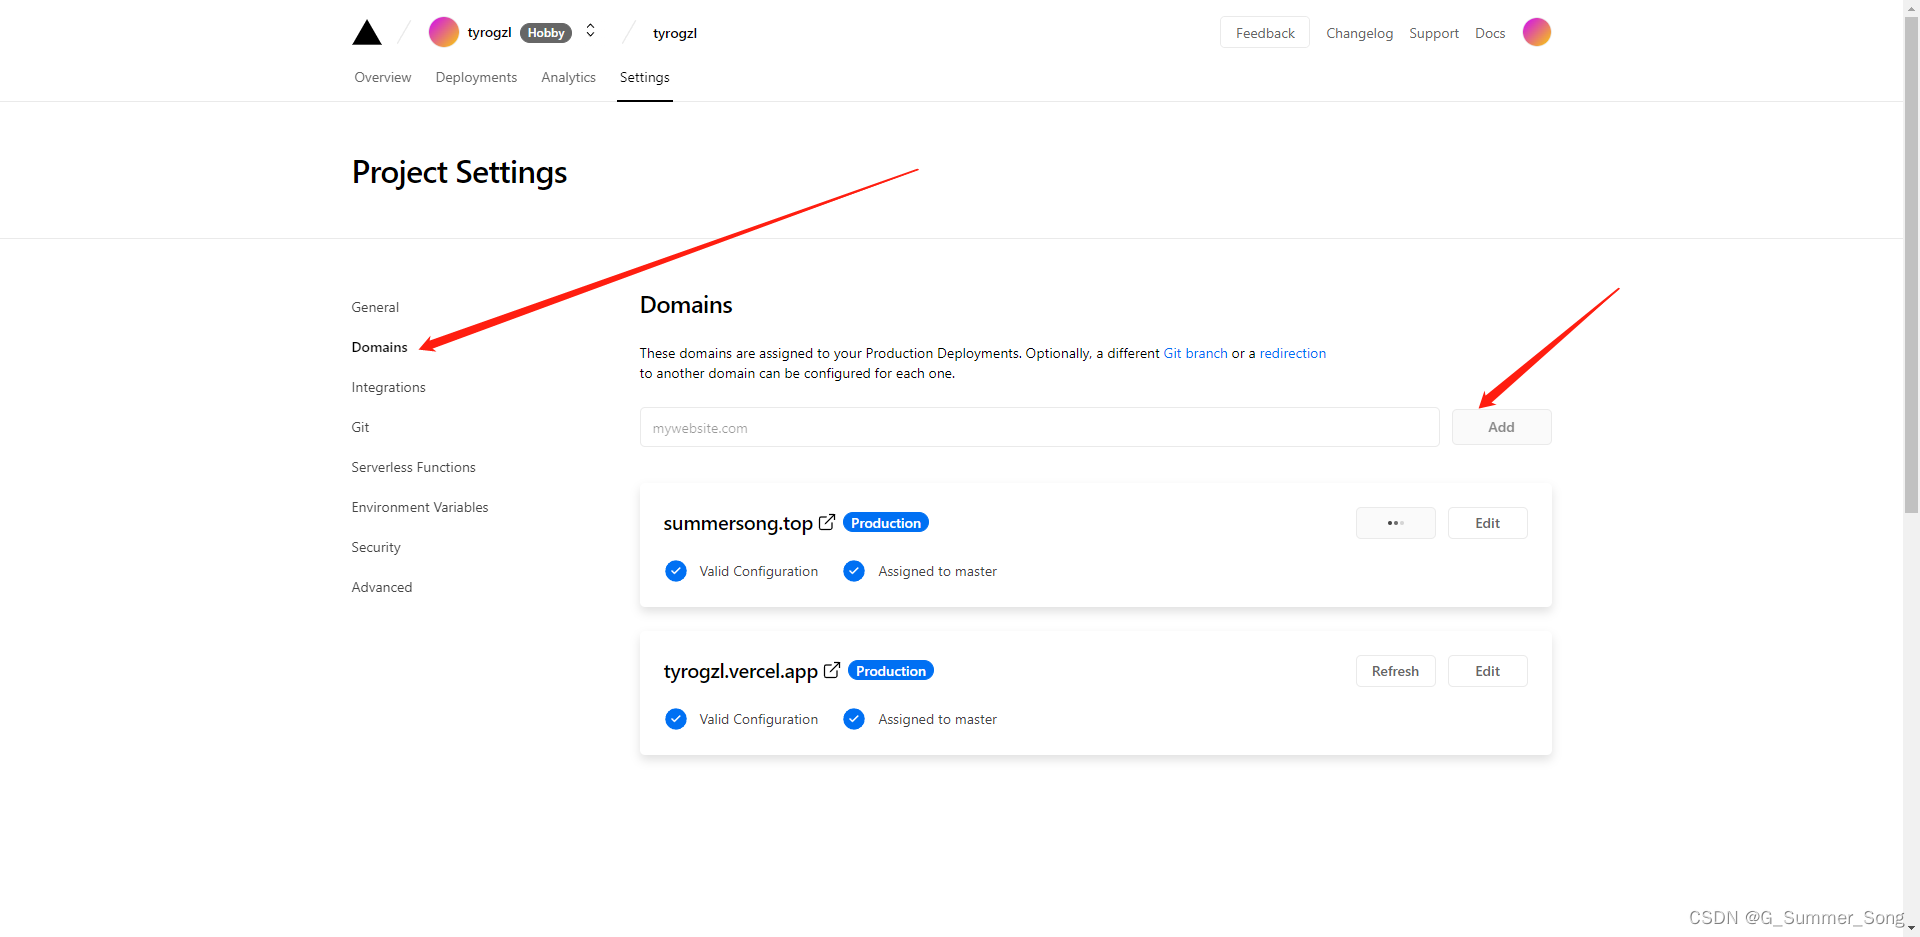 tyrogzl Hobby tyrogzl Feedback Changelog Support Docs
Overview Deployments Analytics Settings
Project Settings
General
Domains
Integrations
Git
Serverless Functions
Environment Variables
Security
Advanced
Domains
These domains are assigned to your Production Deployments. Optionally, a different Git branch or a redirection
to another domain can be configured for each one.
mywebsite.com Add
summersong.top Production Edit
Valid Configuration Assigned to master
tyrogzl.vercel.app Production Refresh Edit
Valid Configuration Assigned to master
CSDN @G_Summer_Song